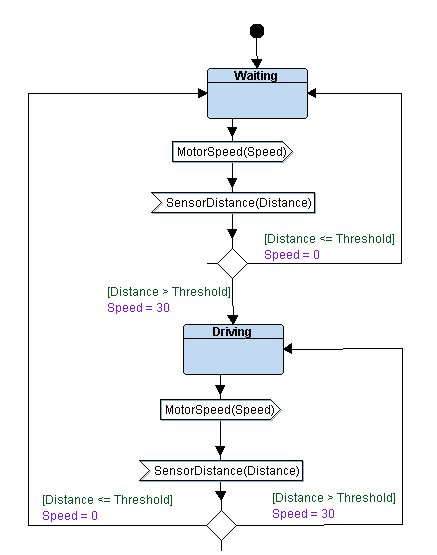 Waiting
MotorSpeed(Speed)
SensorDistance(Distance)
[Distance <= Threshold]
Speed = 0
[Distance > Threshold]
Speed = 30
Driving
MotorSpeed(Speed)
SensorDistance(Distance)
[Distance <= Threshold]
Speed = 0
[Distance > Threshold]
Speed = 30